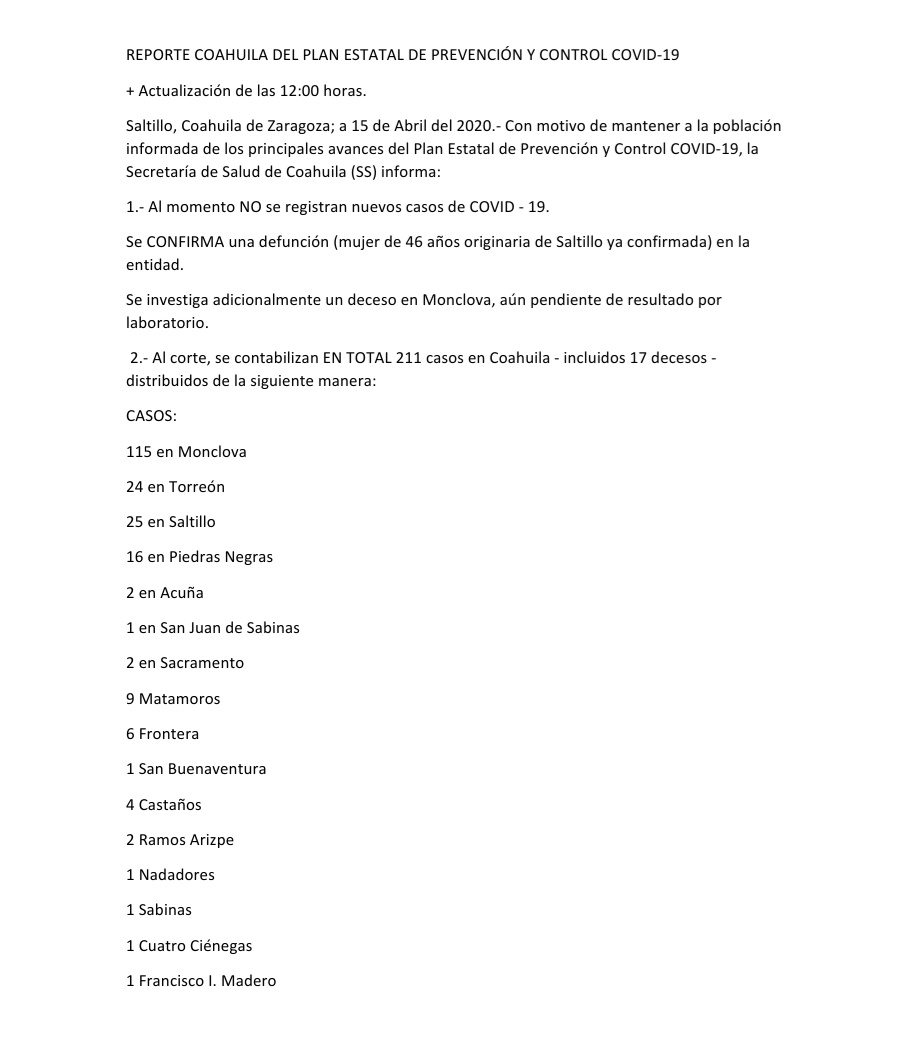 REPORTE COAHUILA DEL PLAN ESTATAL DE PREVENCIÓN Y CONTROL COVID-19
+ Actualización de las 12:00 horas.
Saltillo, Coahuila de Zaragoza; a 15 de Abril del 2020.- Con motivo de mantener a la población
informada de los principales avances del Plan Estatal de Prevención y Control COVID-19, la
Secretaría de Salud de Coahuila (SS) informa:
1.- Al momento NO se registran nuevos casos de COVID - 19.
Se CONFIRMA una defunción (mujer de 46 años originaria de Saltillo ya confirmada) en la
entidad.
Se investiga adicionalmente un deceso en Monclova, aún pendiente de resultado por
laboratorio.
2.- Al corte, se contabilizan EN TOTAL 211 casos en Coahuila - incluidos 17 decesos -
distribuidos de la siguiente manera:
CASOS:
115 en Monclova
24 en Torreón
25 en Saltillo
16 en Piedras Negras
2 en Acuña
1 en San Juan de Sabinas
2 en Sacramento
9 Matamoros
6 Frontera
1 San Buenaventura
4 Castaños
2 Ramos Arizpe
1 Nadadores
1 Sabinas
1 Cuatro Ciénegas
1 Francisco I. Madero